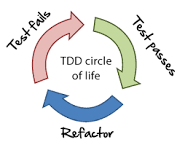 Test fails
Test passes
TDD circle
of life
Refactor